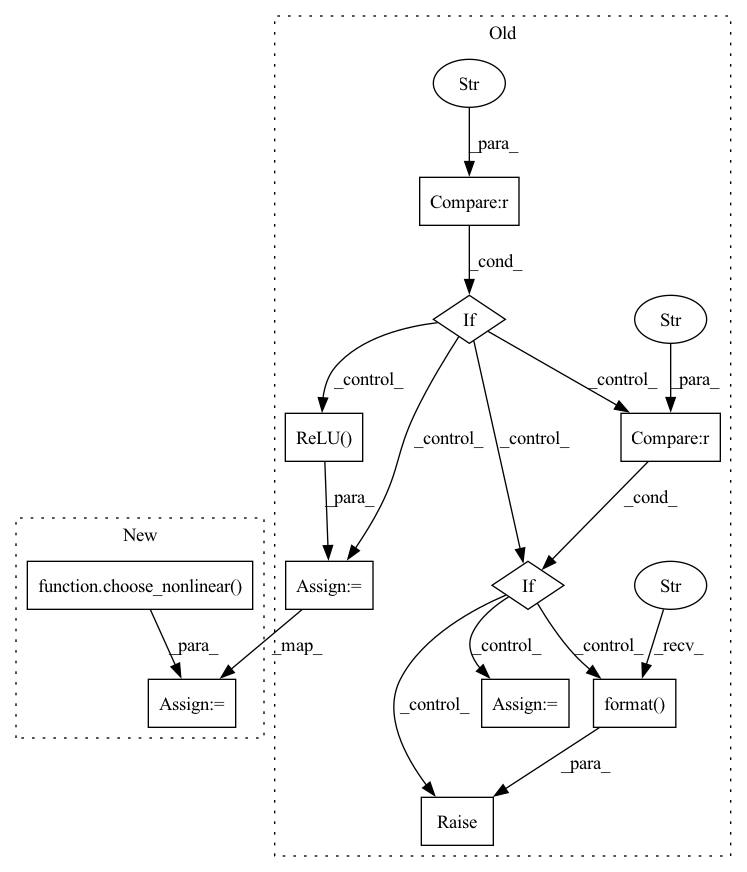 Old
Str
_para_
Compare:r
_cond_
If
Str
_control_
_control_
_para_
_control_
_control_
ReLU()
Compare:r
_para_
_cond_
New
function.choose_nonlinear()
Assign:=
If
Str
_para_
_map_
_control_
_control_
_recv_
_control_
Assign:=
Assign:=
format()
_para_
Raise